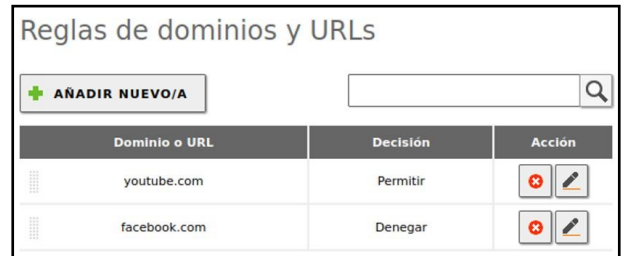 Reglas de dominios y URLs
AÑADIR NUEVO/A
Dominio o URL Decisión Acción
youtube.com Permitir
facebook.com Denegar